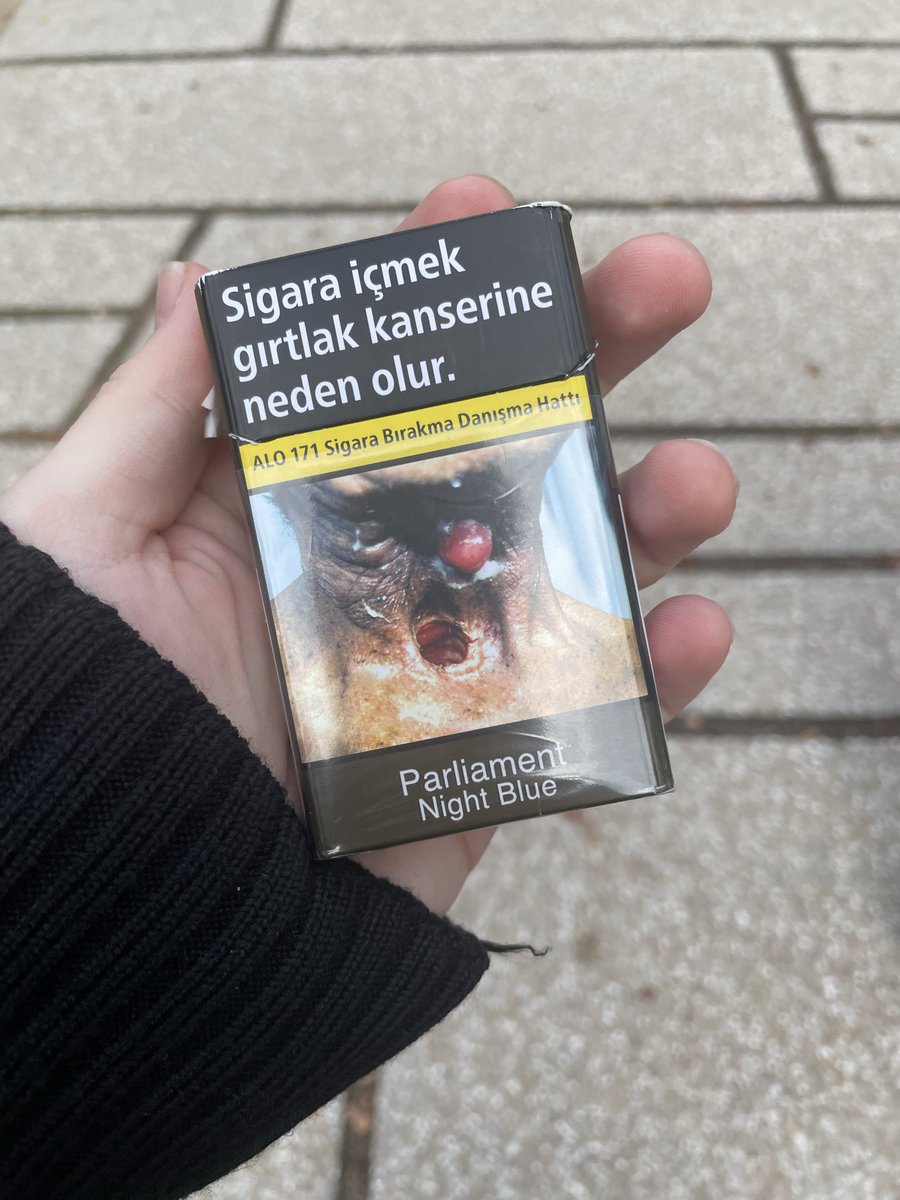 Sigara içmek
gırtlak kanserine
neden olur.
ALO 171 Sigara Bırakma Danışma Hattı
Parliament
Night Blue